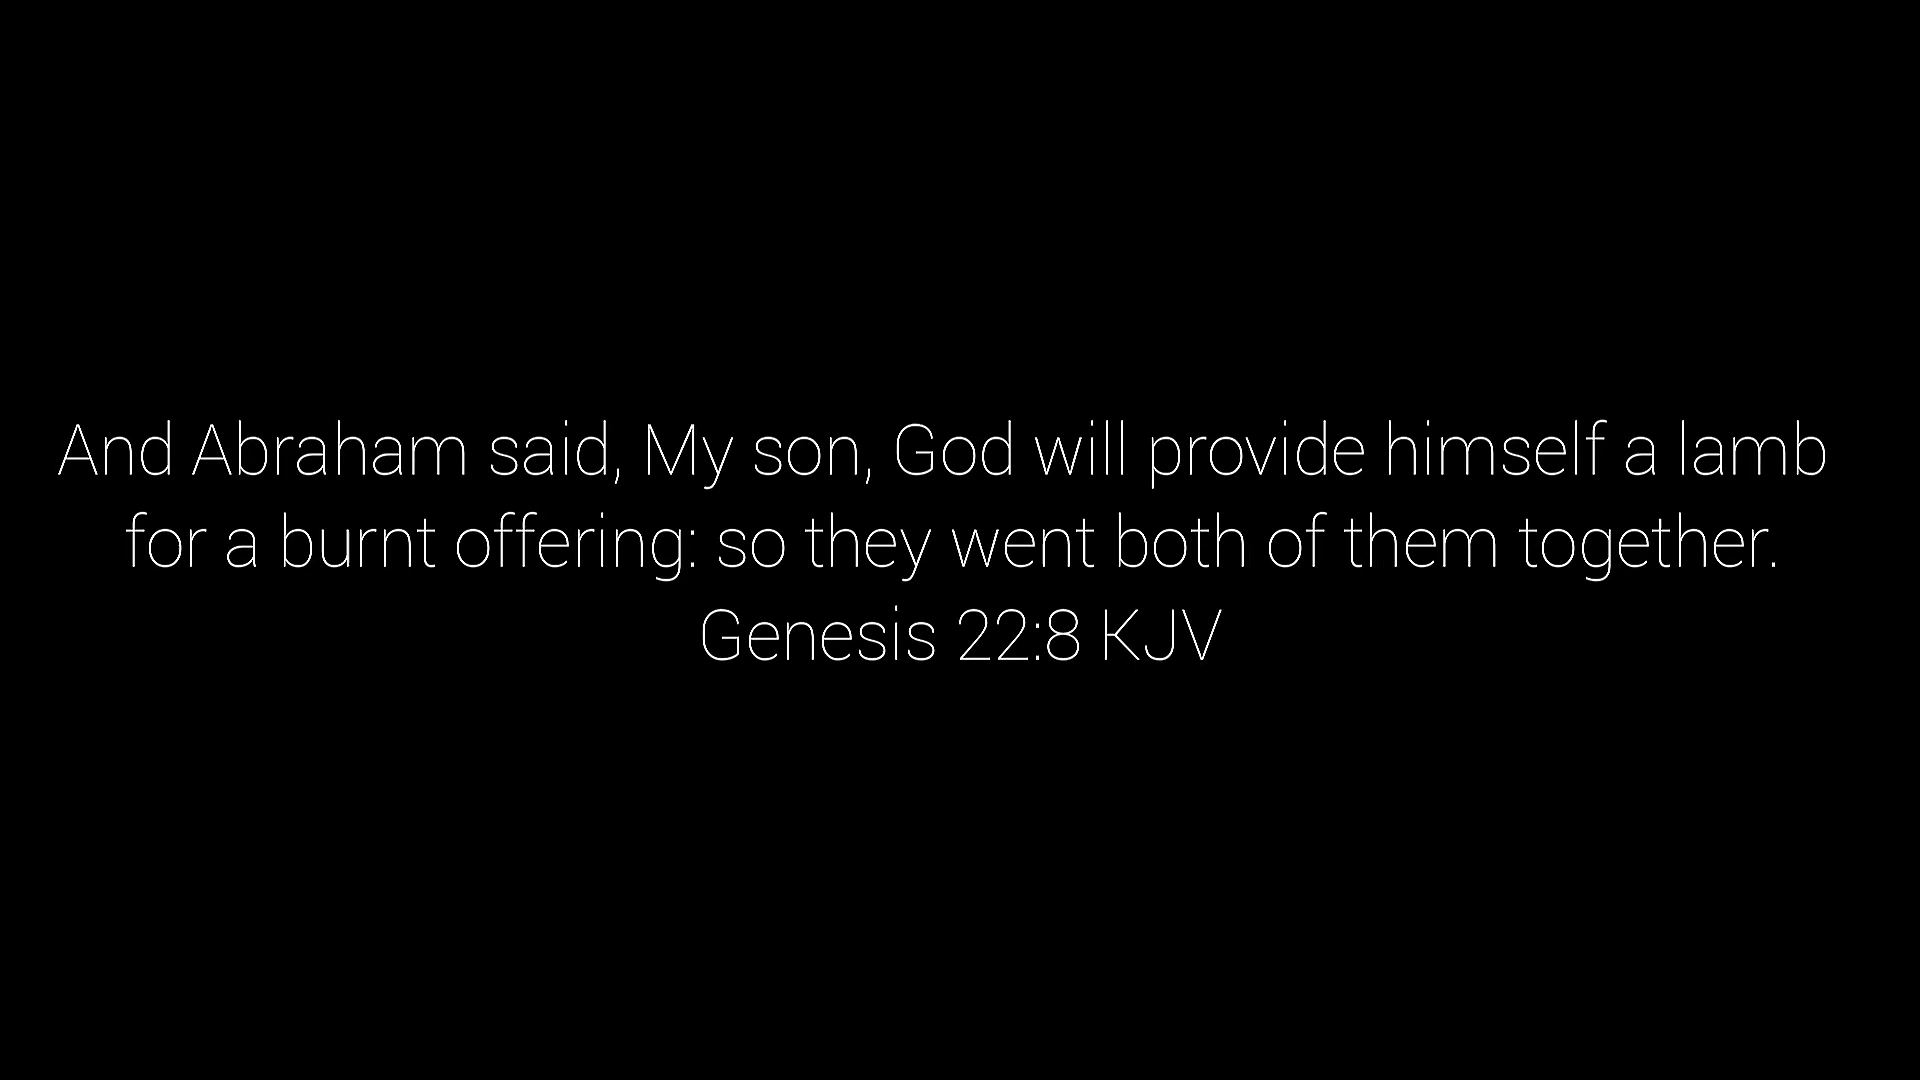 And Abraham said, My son, God will provide himself a lamb
for a burnt offering: so they went both of them together.
Genesis 22:8 KJV